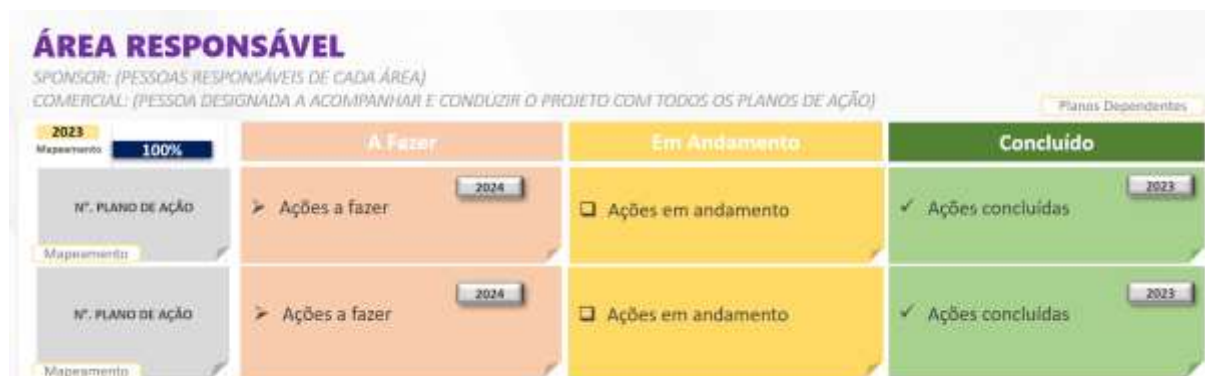 ÁREA RESPONSÁVEL
SPONSOR: (PESSOAS RESPONSÁVEIS DE CADA ÁREA)
COMERCIAL: (PESSOA DESIGNADA A ACOMPANHAR E CONDUZIR O PROJETO COM TODOS OS PLANOS DE AÇÃO)
Planos Dependentes
2023
Mapeamento 100%
A Fazer
Em Andamento
Concluído
Nº. PLANO DE AÇÃO
Mapeamento
➢ Ações a fazer
2024
❑ Ações em andamento
✓ Ações concluídas
2023
Nº. PLANO DE AÇÃO
Mapeamento
➢ Ações a fazer
2024
❑ Ações em andamento
✓ Ações concluídas
2023